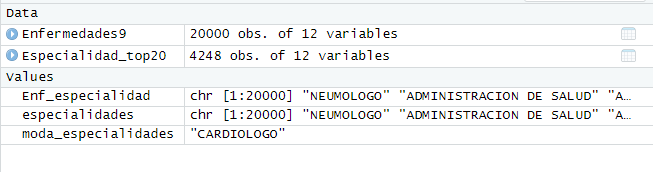 Data
Enfermedades9 20000 obs. of 12 variables
Especialidad_top20 4248 obs. of 12 variables
Values
Enf_especialidad chr [1:20000] "NEUMOLOGO" "ADMINISTRACION DE SALUD" "A…
especialidades chr [1:20000] "NEUMOLOGO" "ADMINISTRACION DE SALUD" "A…
moda_especialidades "CARDIOLOGO"